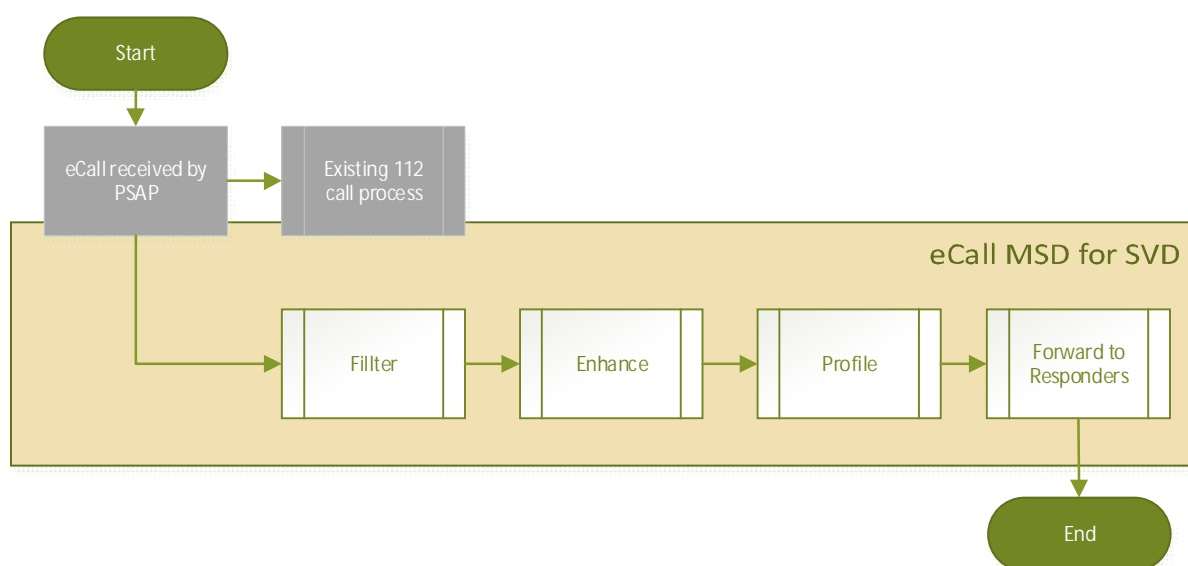 Start
eCall received by
PSAP
Existing 112
call process
eCall MSD for SVD
Fillter
Enhance
Profile
Forward to
Responders
End